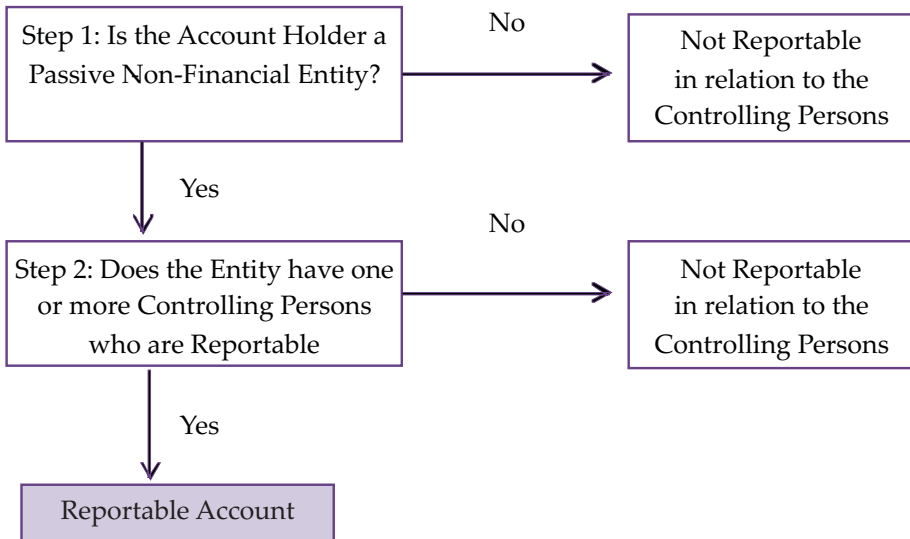 Step 1: Is the Account Holder a
Passive Non-Financial Entity?
No
Not Reportable
in relation to the
Controlling Persons
Yes
Step 2: Does the Entity have one
or more Controlling Persons
who are Reportable
No
Not Reportable
in relation to the
Controlling Persons
Yes
Reportable Account